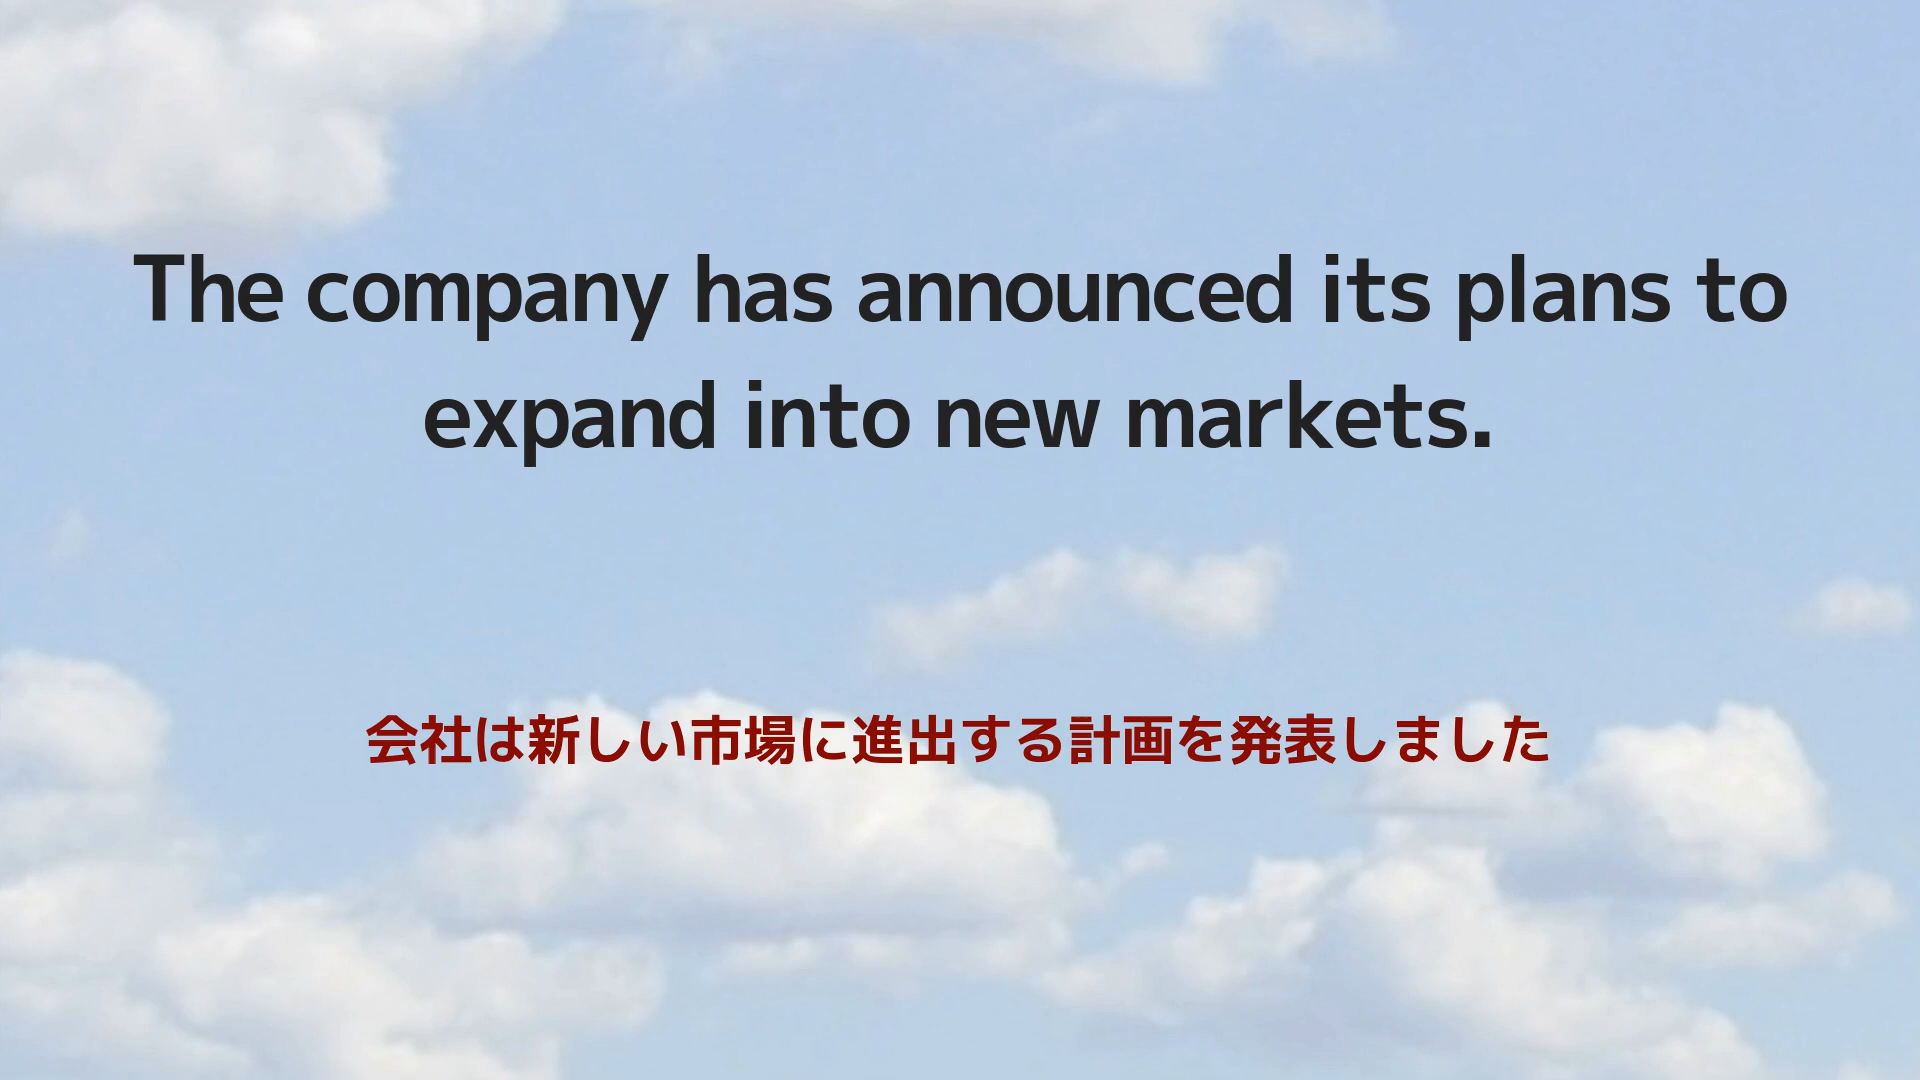 The company has announced its plans to
expand into new markets.
会社は新しい市場に進出する計画を発表しました